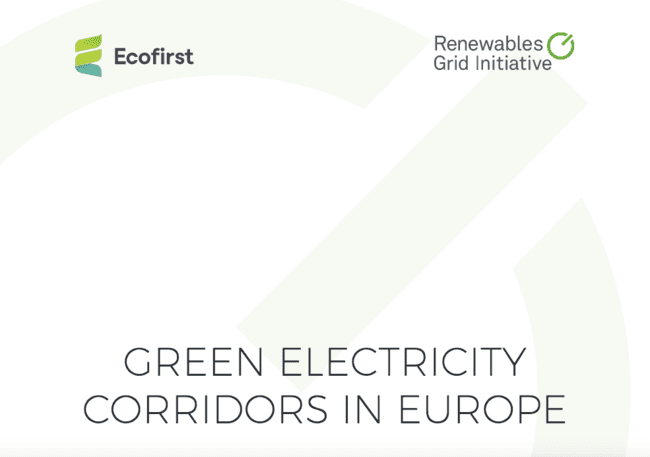 Ecofirst
Renewables
Grid Initiative
GREEN ELECTRICITY
CORRIDORS IN EUROPE